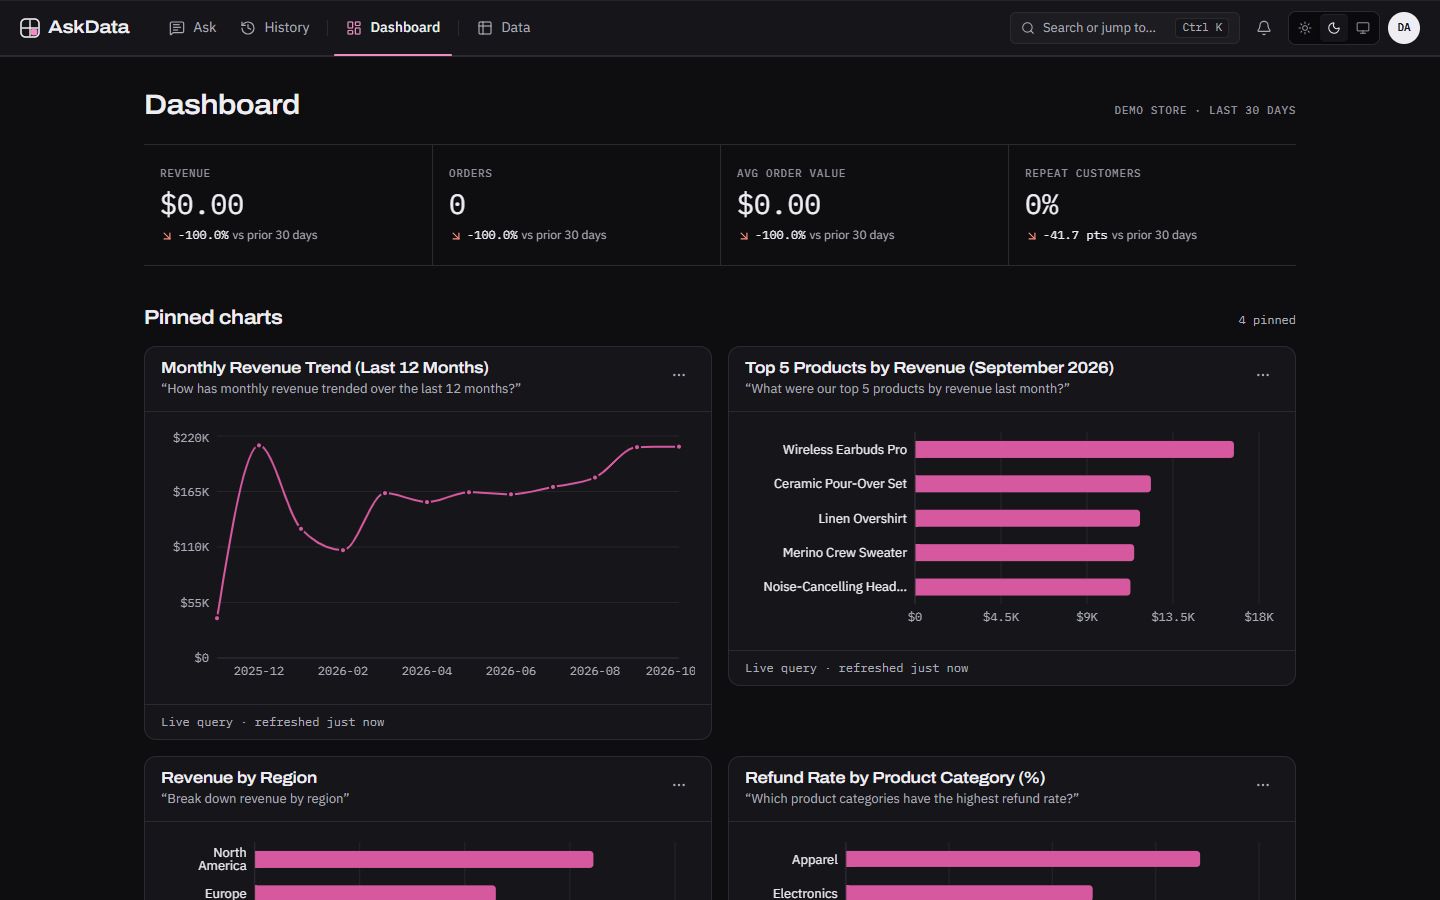 AskData
Ask
History
Dashboard
Data
Search or jump to...
Ctrl K
DA
Dashboard
DEMO STORE · LAST 30 DAYS
REVENUE
$0.00
-100.0% vs prior 30 days
ORDERS
0
-100.0% vs prior 30 days
AVG ORDER VALUE
$0.00
-100.0% vs prior 30 days
REPEAT CUSTOMERS
0%
-41.7 pts vs prior 30 days
Pinned charts
4 pinned
Monthly Revenue Trend (Last 12 Months)
“How has monthly revenue trended over the last 12 months?”
$220K
$165K
$110K
$55K
$0
2025-12
2026-02
2026-04
2026-06
2026-08
2026-10
Live query · refreshed just now
Top 5 Products by Revenue (September 2026)
“What were our top 5 products by revenue last month?”
Wireless Earbuds Pro
Ceramic Pour-Over Set
Linen Overshirt
Merino Crew Sweater
Noise-Cancelling Head...
$0
$4.5K
$9K
$13.5K
$18K
Live query · refreshed just now
Revenue by Region
“Break down revenue by region”
North
America
Europe
Refund Rate by Product Category (%)
“Which product categories have the highest refund rate?”
Apparel
Electronics